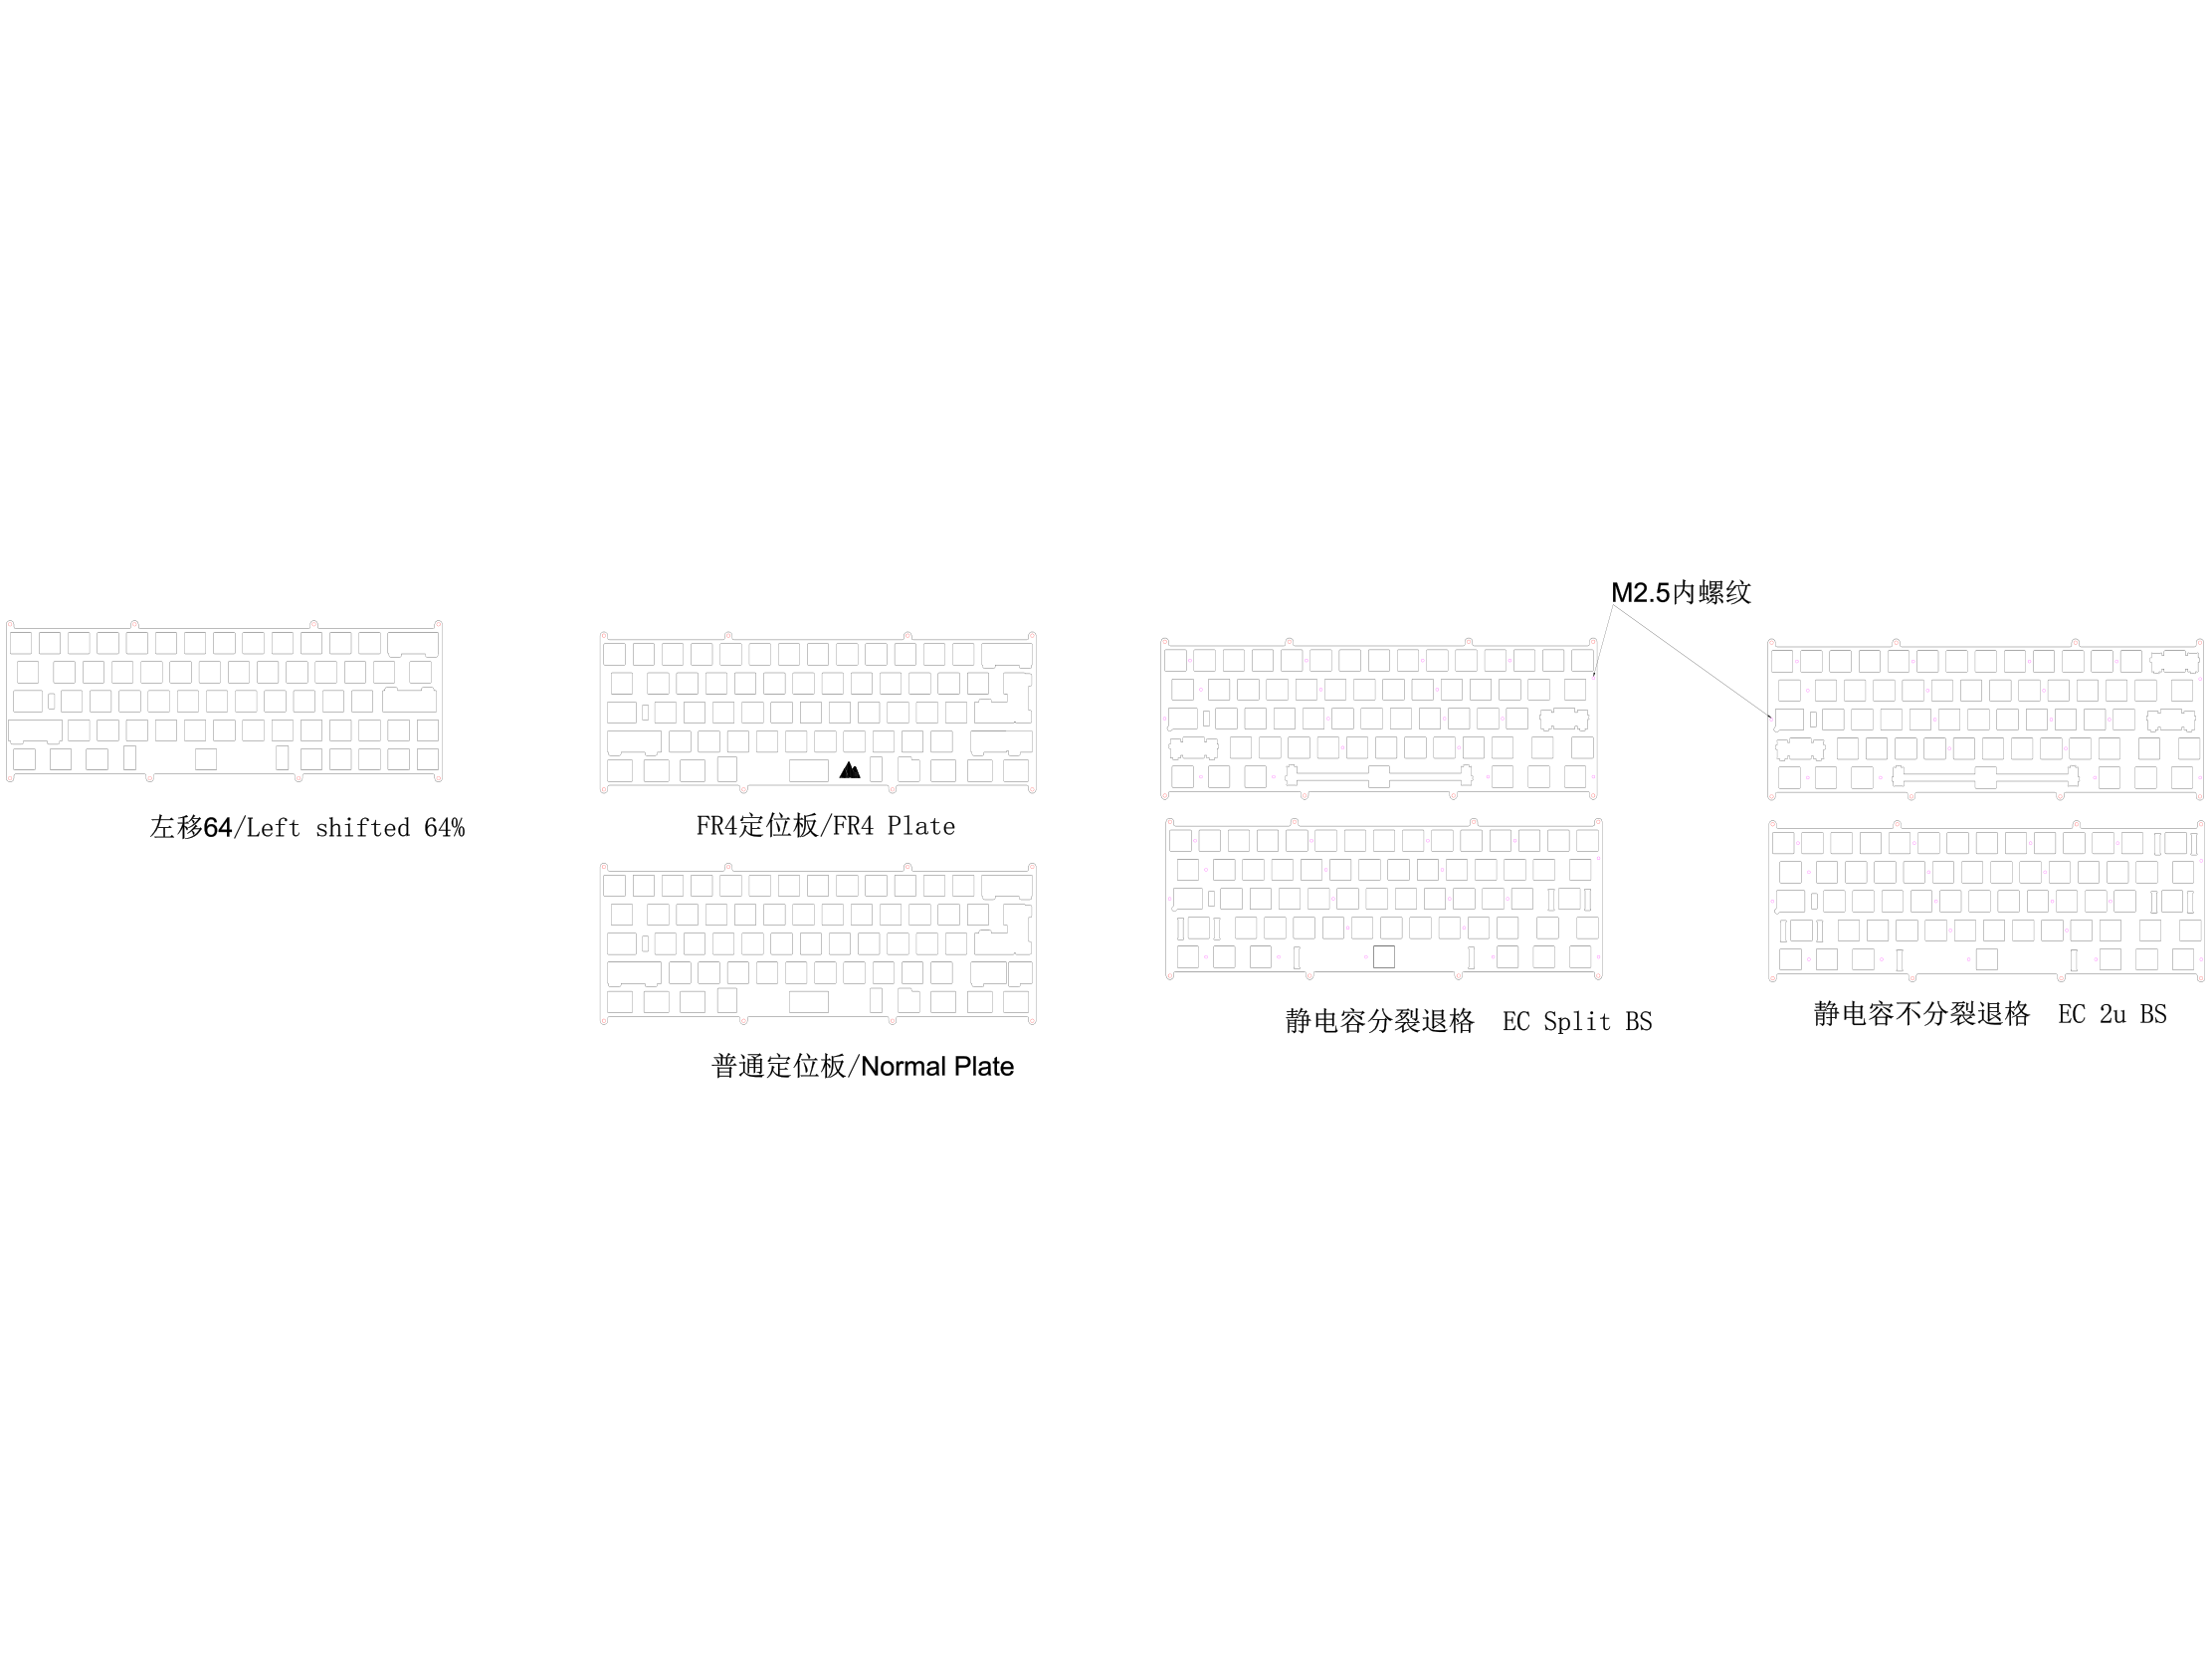 M2.5内螺纹
左移64/Left shifted 64%
FR4定位板/FR4 Plate
静电容分裂退格 EC Split BS
静电容不分裂退格 EC 2u BS
普通定位板/Normal Plate